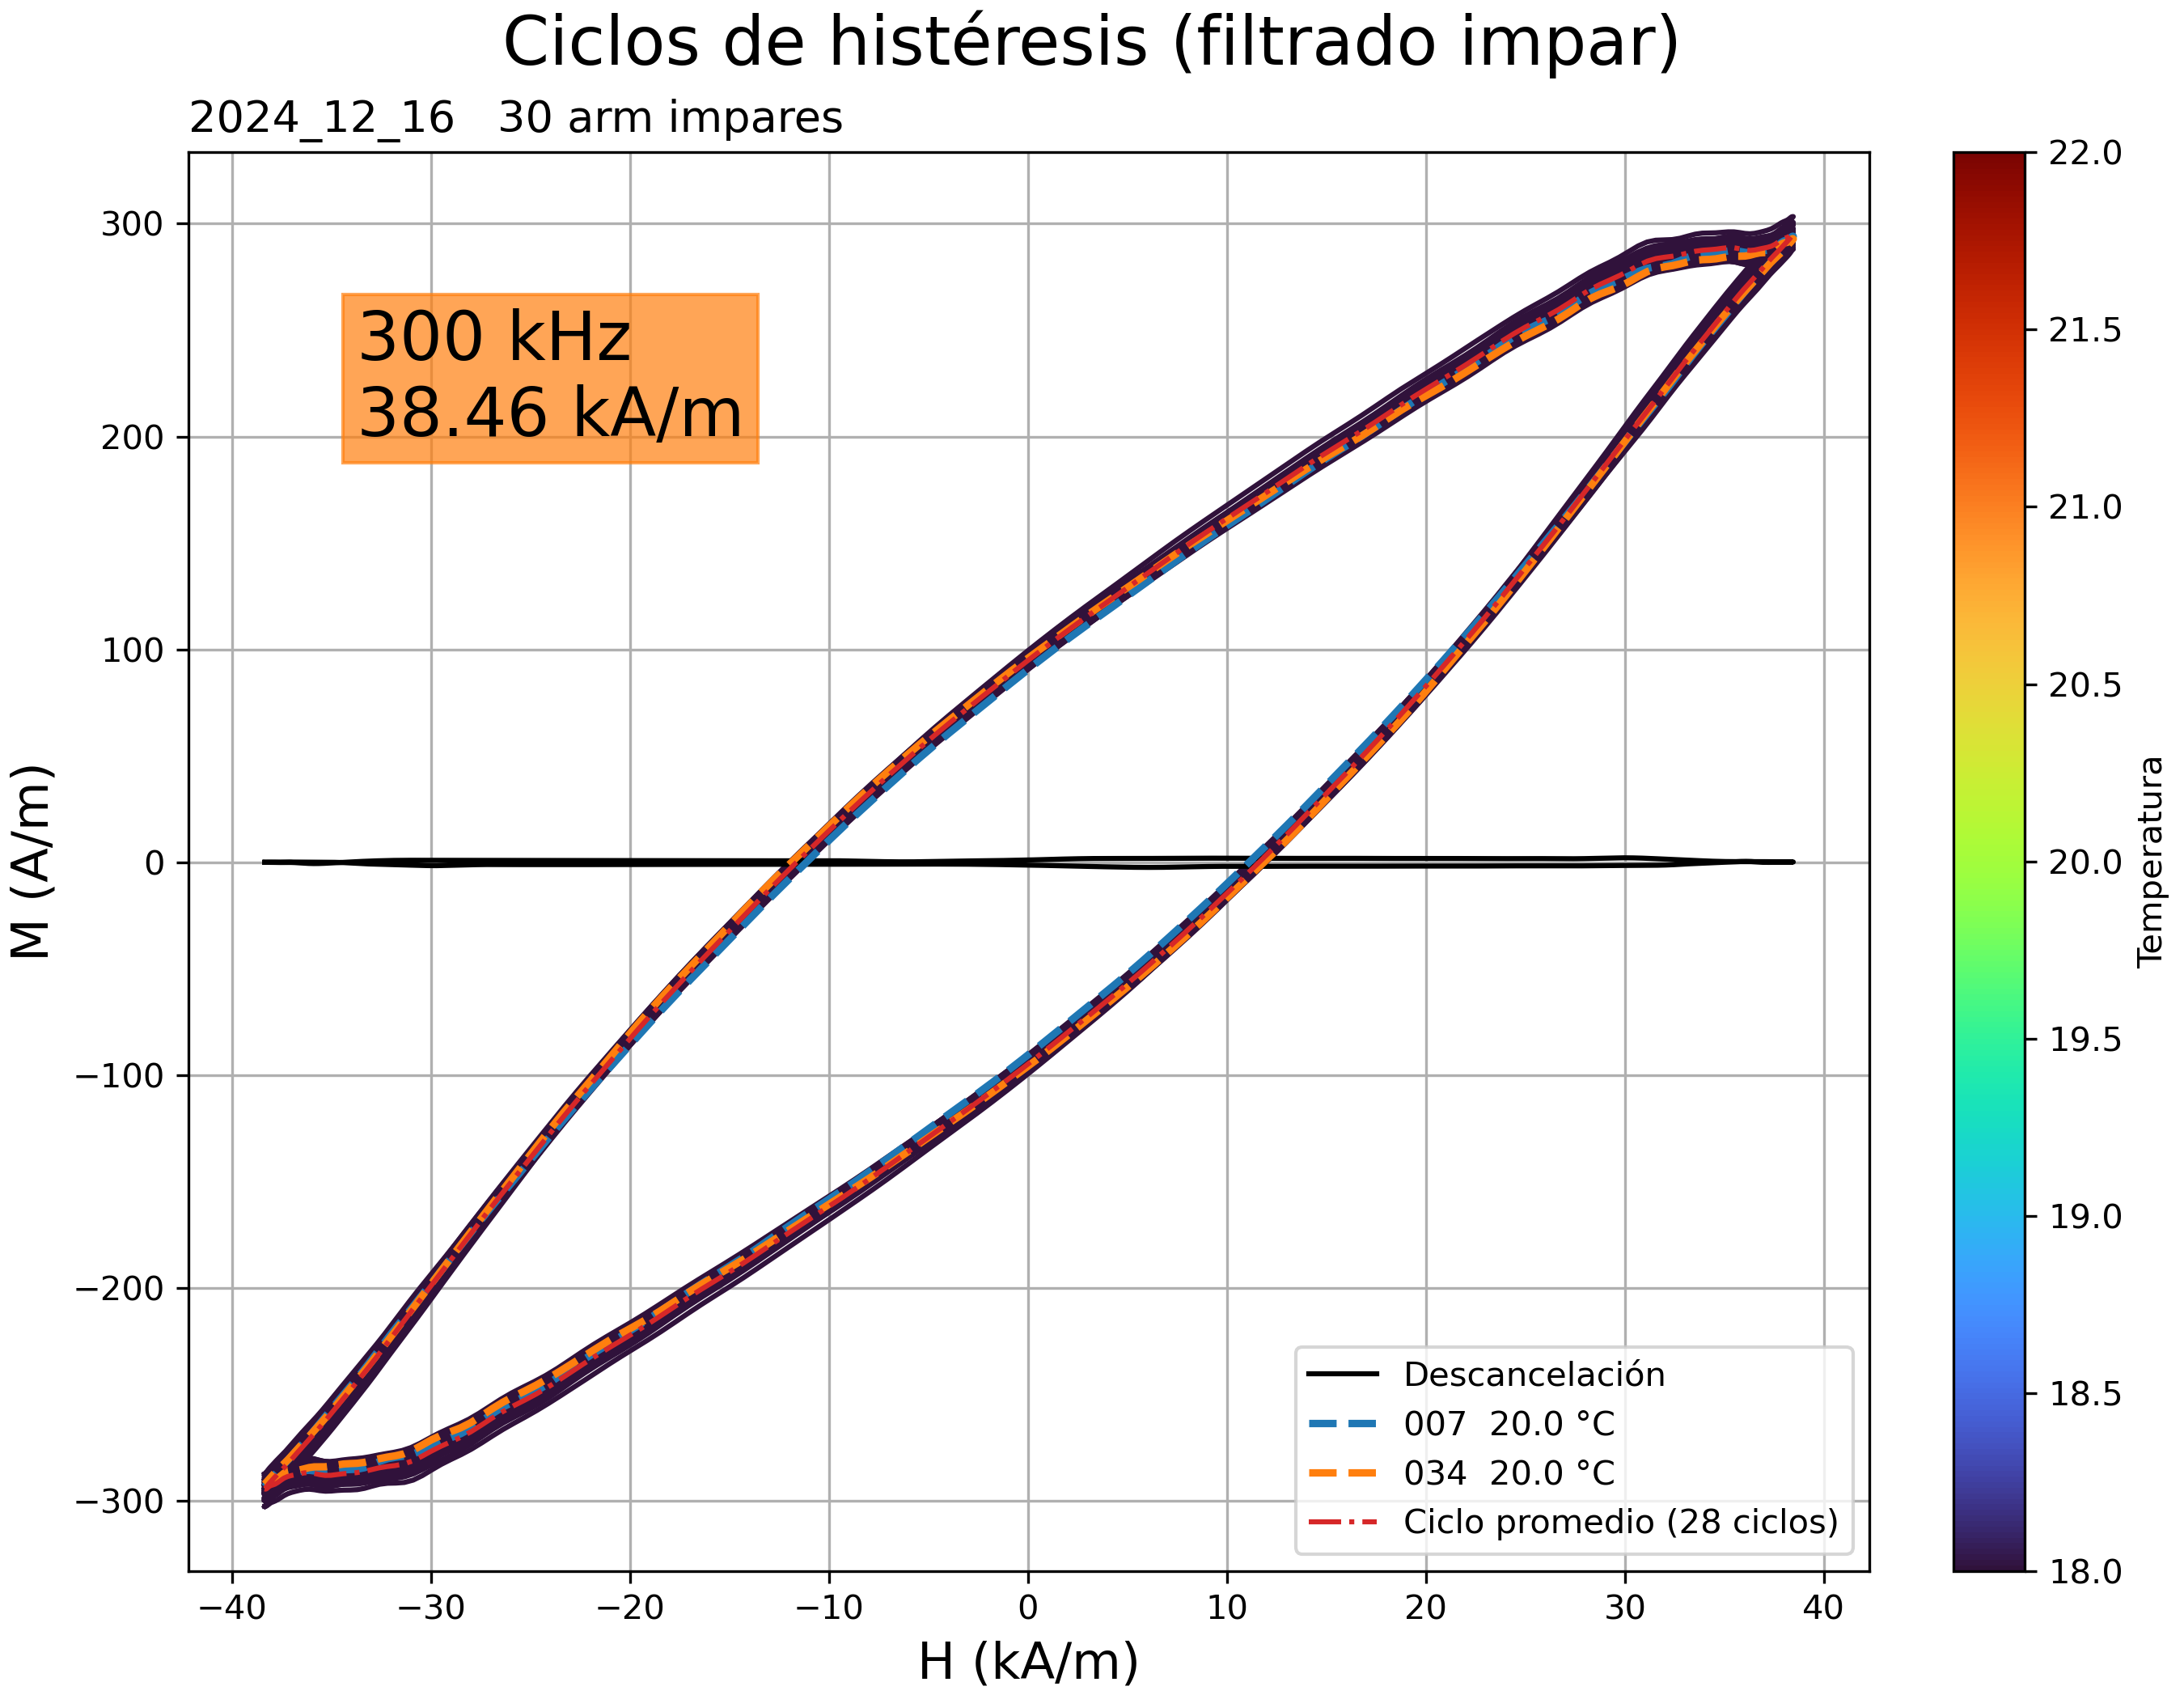 Ciclos de histéresis (filtrado impar)
2024_12_16   30 arm impares
300 kHz
38.46 kA/m
M (A/m)
300
200
100
0
−100
−200
−300
−40
−30
−20
−10
0
10
20
30
40
H (kA/m)
Descancelación
007  20.0 °C
034  20.0 °C
Ciclo promedio (28 ciclos)
22.0
21.5
21.0
20.5
20.0
19.5
19.0
18.5
18.0
Temperatura